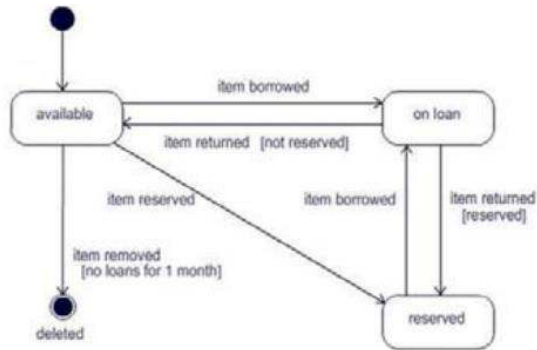 item borrowed
available
on loan
item returned [not reserved]
item reserved
item borrowed
item returned
[reserved]
item removed
[no loans for 1 month]
deleted
reserved